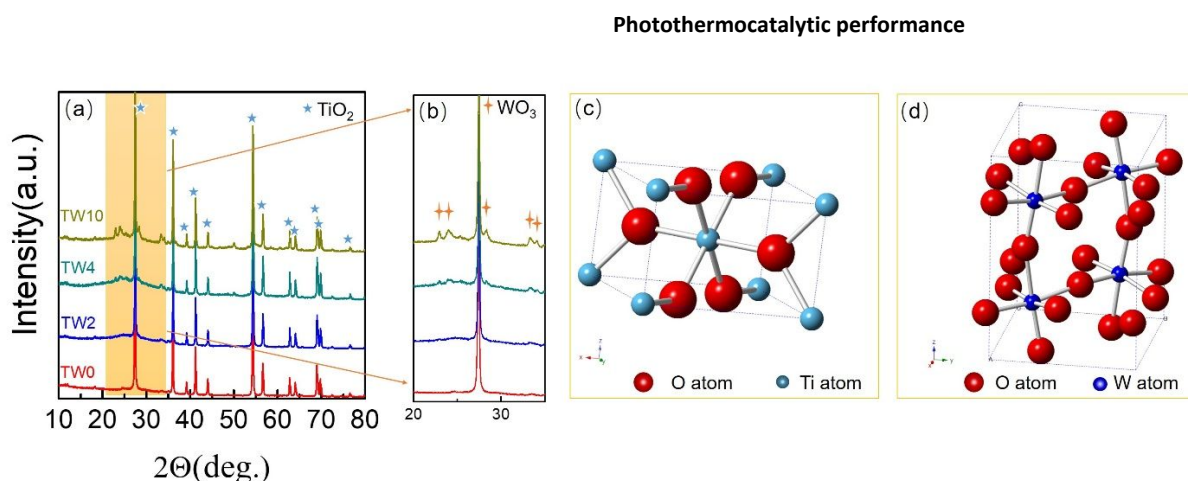 Photothermocatalytic performance
(a)
TiO2
TW10
TW4
TW2
TW0
10 20 30 40 50 60 70 80
Intensity(a.u.)
2Θ(deg.)
(b)
WO3
20 30
(c)
O atom Ti atom
(d)
O atom W atom